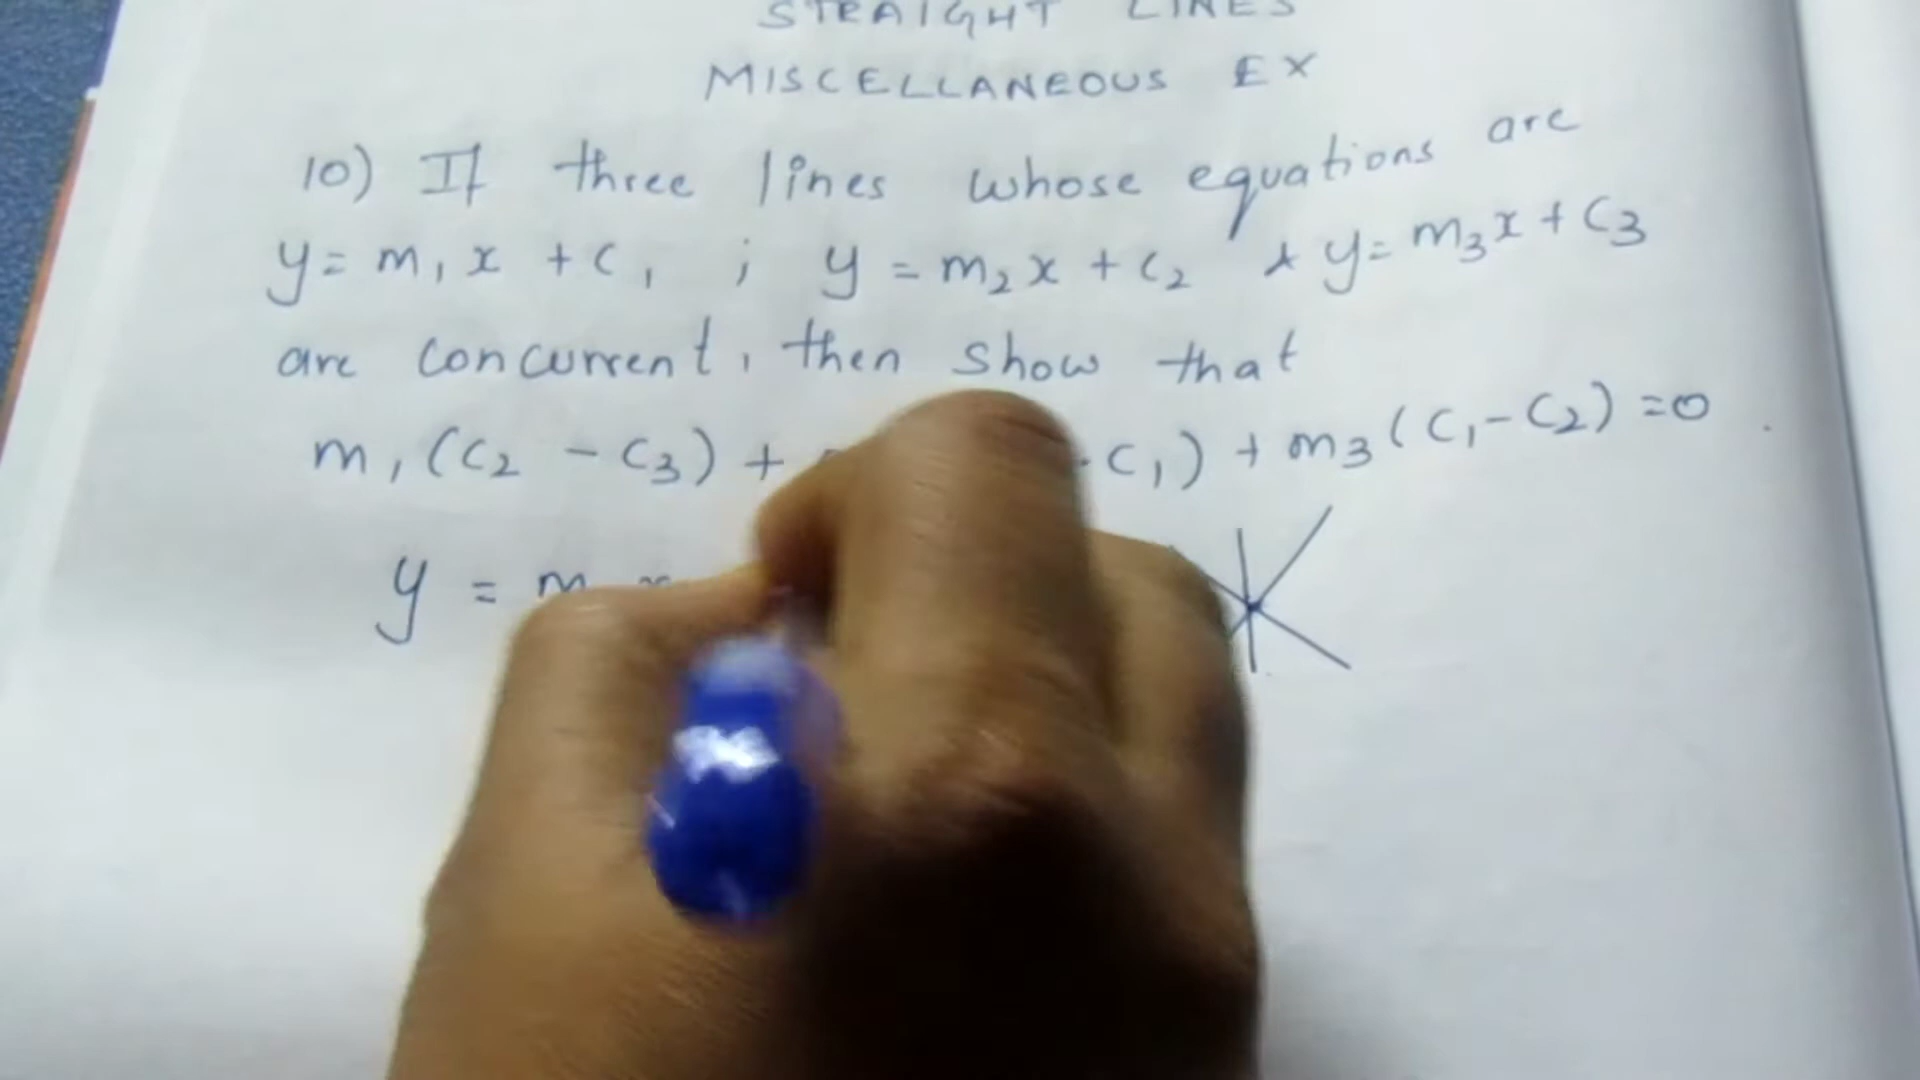 STRAIGHT LINES
MISCELLANEOUS EX
10) If three lines whose equations are
y = m₁x + c₁ ; y = m₂x + c₂ & y = m₃x + c₃
are concurrent, then show that
m₁(c₂ - c₃) + - c₁) + m₃(c₁ - c₂) = 0
y = m